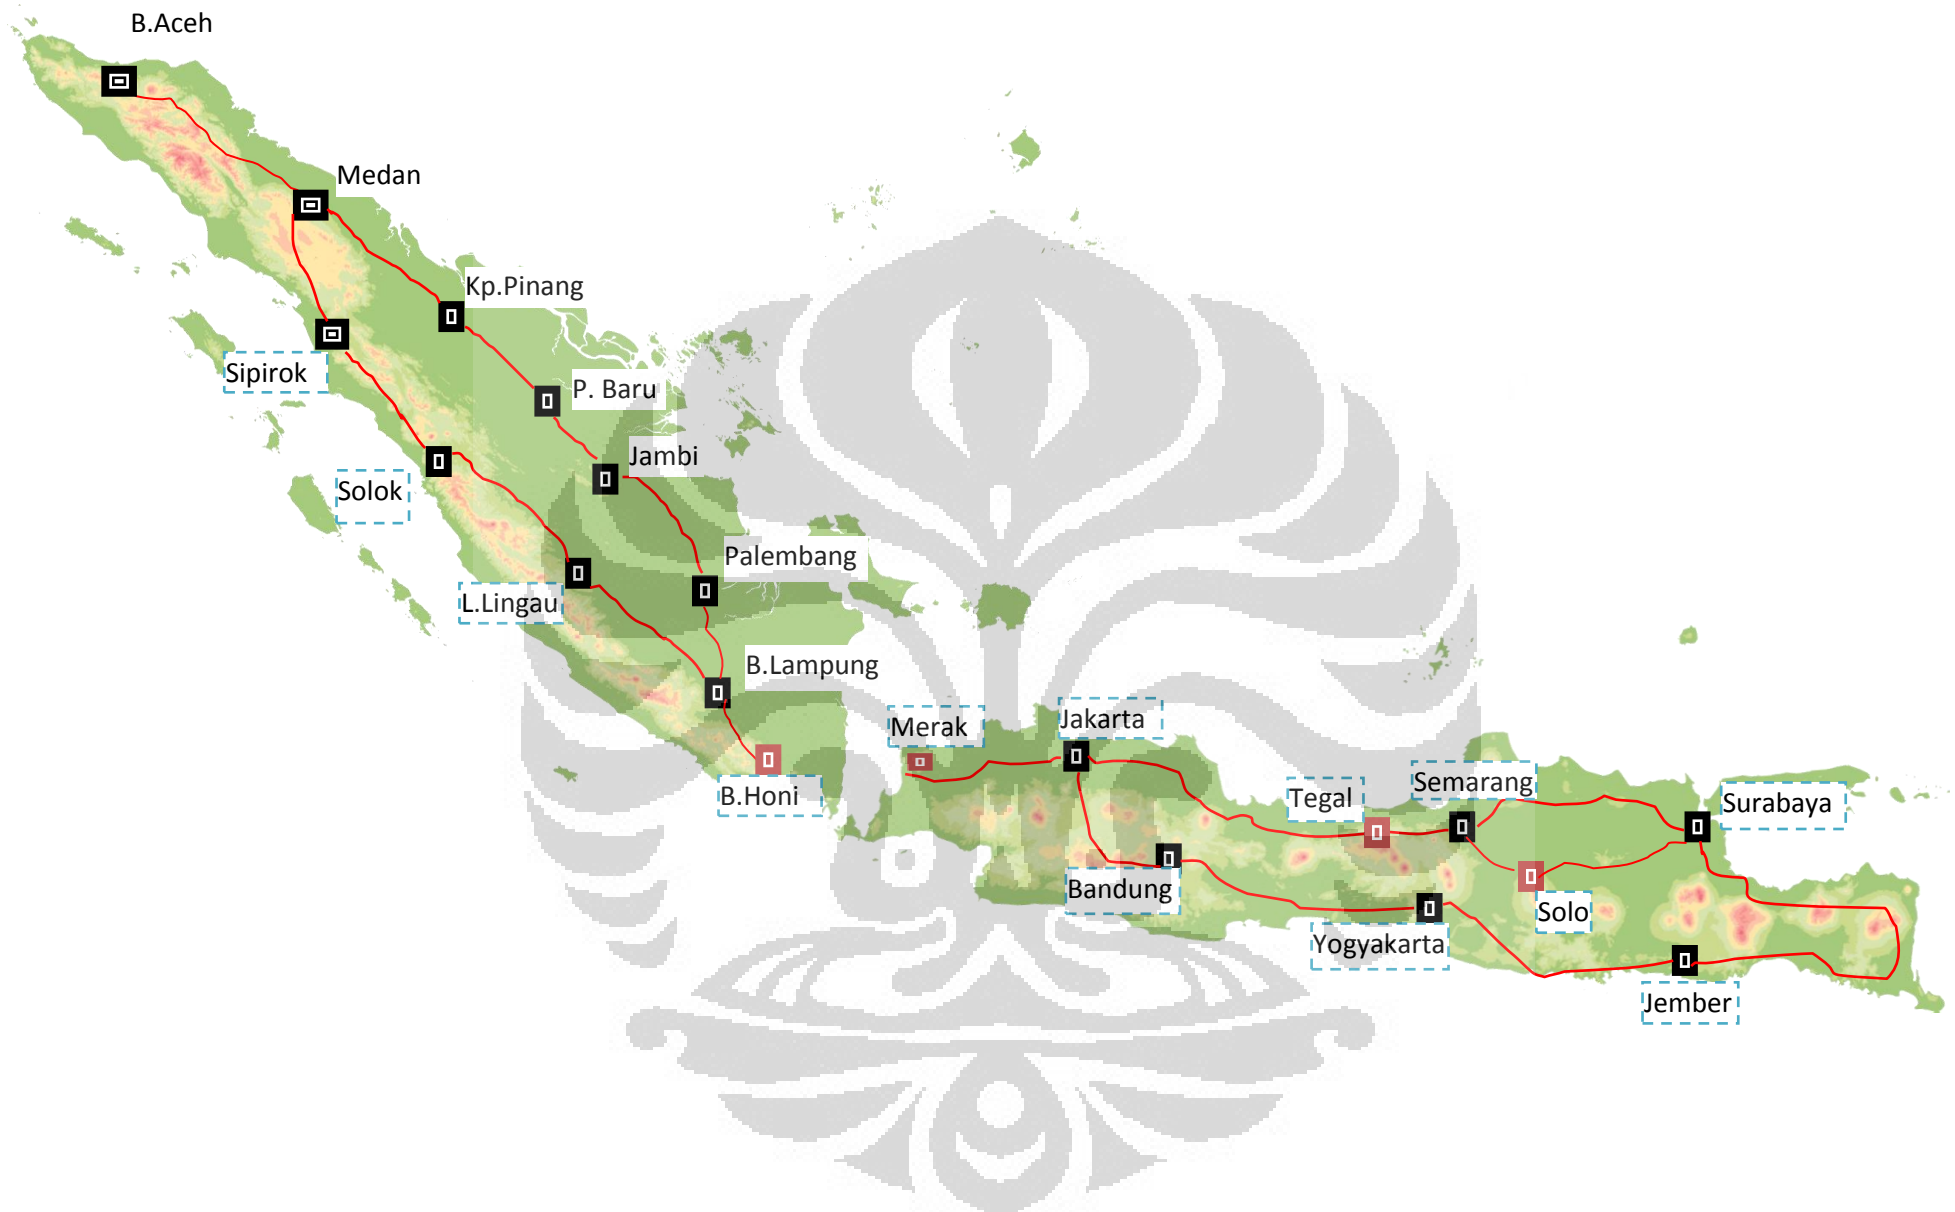 B.Aceh
Medan
Kp.Pinang
Sipirok
P. Baru
Jambi
Solok
Palembang
L.Lingau
B.Lampung
Merak
Jakarta
B.Honi
Tegal
Semarang
Surabaya
Bandung
Solo
Yogyakarta
Jember